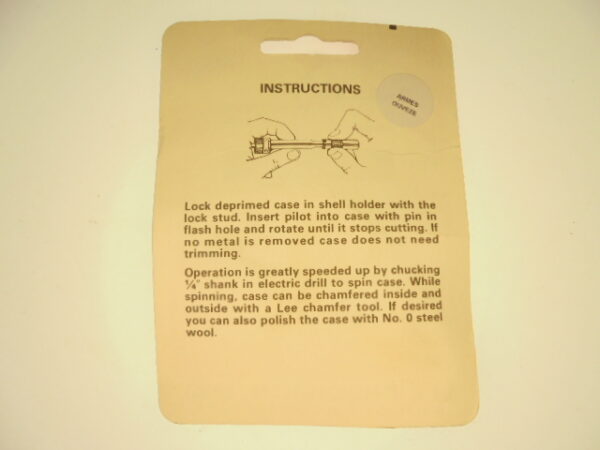 INSTRUCTIONS
ARMES
OUVEZE
Lock deprimed case in shell holder with the
lock stud. Insert pilot into case with pin in
flash hole and rotate until it stops cutting. If
no metal is removed case does not need
trimming.
Operation is greatly speeded up by chucking
¼" shank in electric drill to spin case. While
spinning, case can be chamfered inside and
outside with a Lee chamfer tool. If desired
you can also polish the case with No. 0 steel
wool.